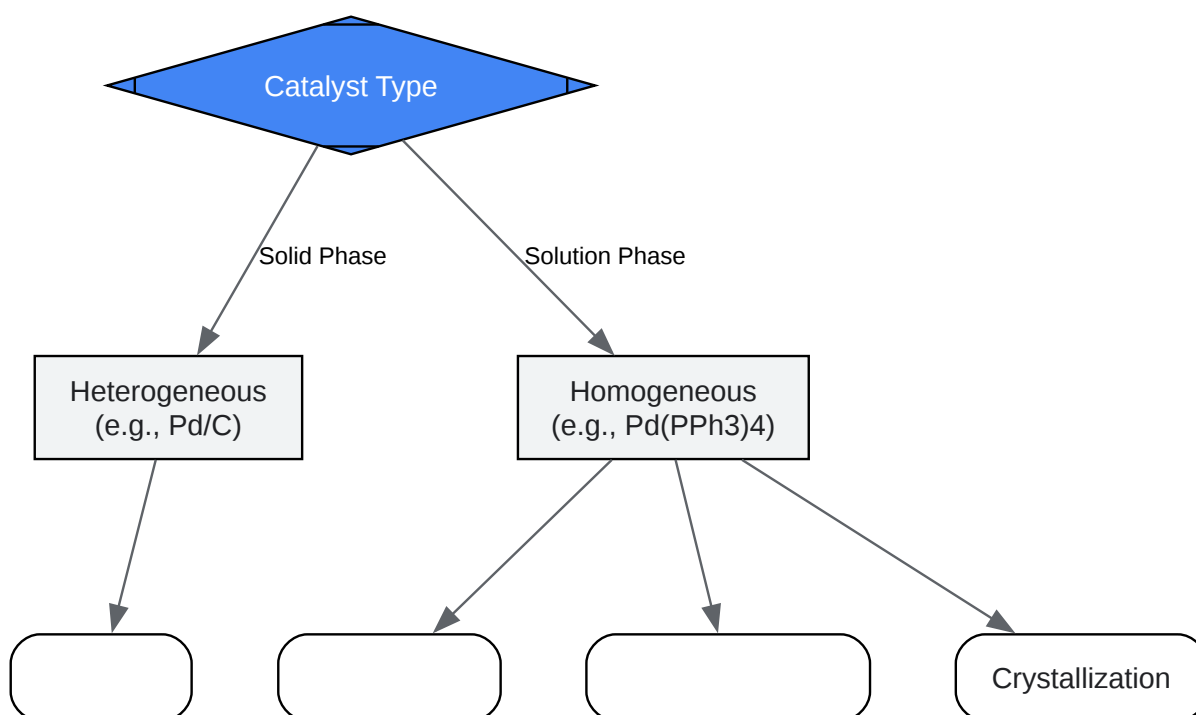 Catalyst Type
Solid Phase
Solution Phase
Heterogeneous
(e.g., Pd/C)
Homogeneous
(e.g., Pd(PPh3)4)
Crystallization